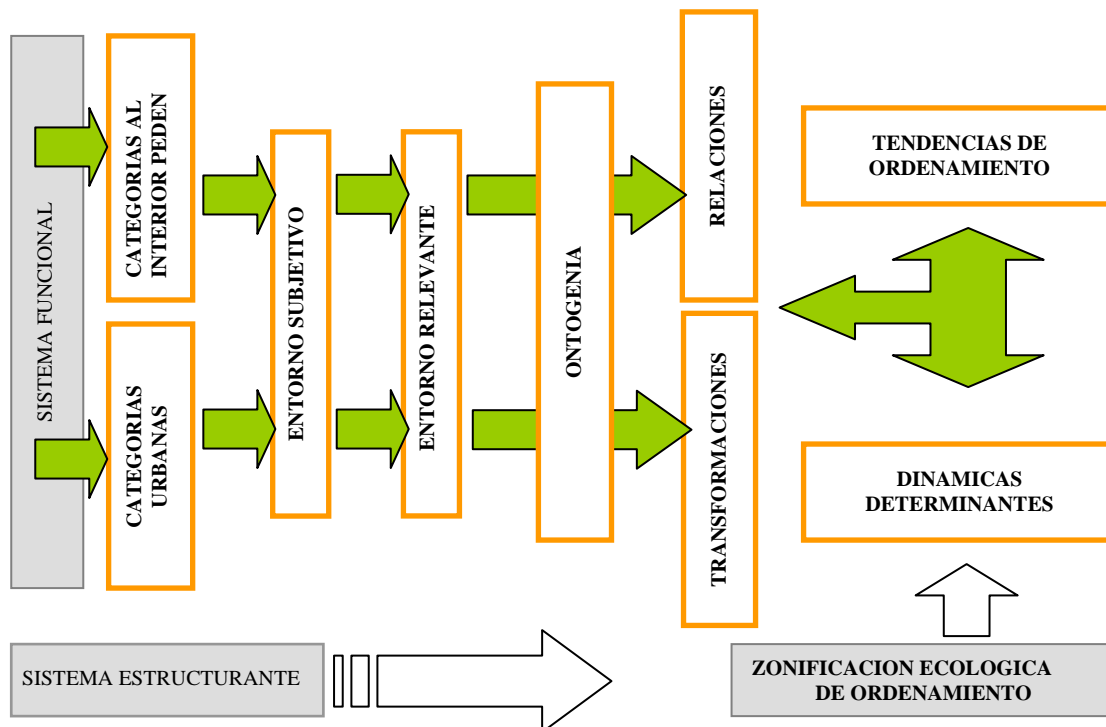 SISTEMA FUNCIONAL
CATEGORIAS AL
INTERIOR PEDEN
CATEGORIAS
URBANAS
ENTORNO SUBJETIVO
ENTORNO RELEVANTE
ONTOGENIA
RELACIONES
TRANSFORMACIONES
TENDENCIAS DE
ORDENAMIENTO
DINAMICAS
DETERMINANTES
SISTEMA ESTRUCTURANTE
ZONIFICACION ECOLOGICA
DE ORDENAMIENTO